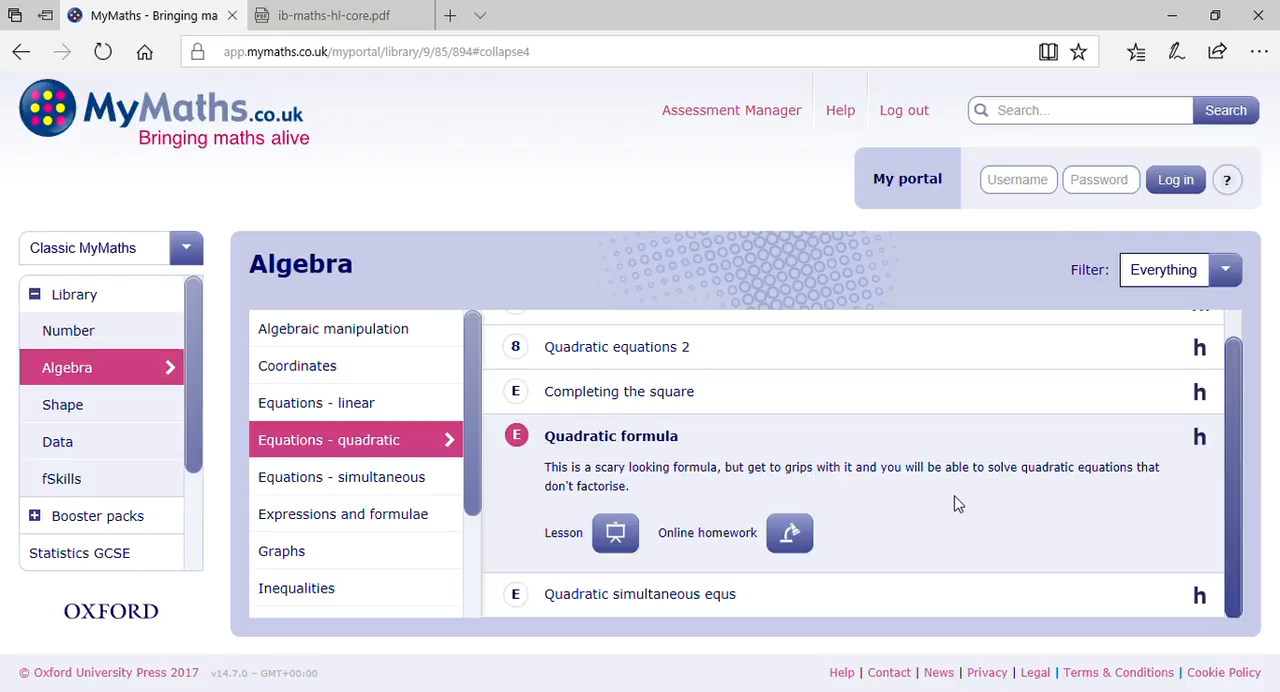 MyMaths - Bringing ma
ib-maths-hl-core.pdf
app.mymaths.co.uk/myportal/library/9/85/894#collapse4
MyMaths.co.uk
Bringing maths alive
Assessment Manager
Help
Log out
Search...
Search
My portal
Username
Password
Log in
?
Classic MyMaths
Library
Number
Algebra
Shape
Data
fSkills
Booster packs
Statistics GCSE
OXFORD
Algebra
Filter:
Everything
Algebraic manipulation
Coordinates
Equations - linear
Equations - quadratic
Equations - simultaneous
Expressions and formulae
Graphs
Inequalities
8 Quadratic equations 2 h
E Completing the square h
E Quadratic formula h
This is a scary looking formula, but get to grips with it and you will be able to solve quadratic equations that
don't factorise.
Lesson
Online homework
E Quadratic simultaneous equs h
© Oxford University Press 2017 v14.7.0 – GMT+00:00
Help | Contact | News | Privacy | Legal | Terms & Conditions | Cookie Policy